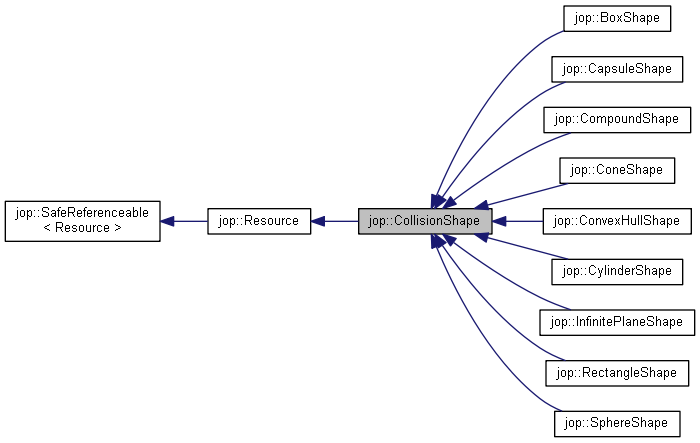 jop::BoxShape
jop::CapsuleShape
jop::CompoundShape
jop::ConeShape
jop::SafeReferenceable
< Resource >
jop::Resource
jop::CollisionShape
jop::ConvexHullShape
jop::CylinderShape
jop::InfinitePlaneShape
jop::RectangleShape
jop::SphereShape